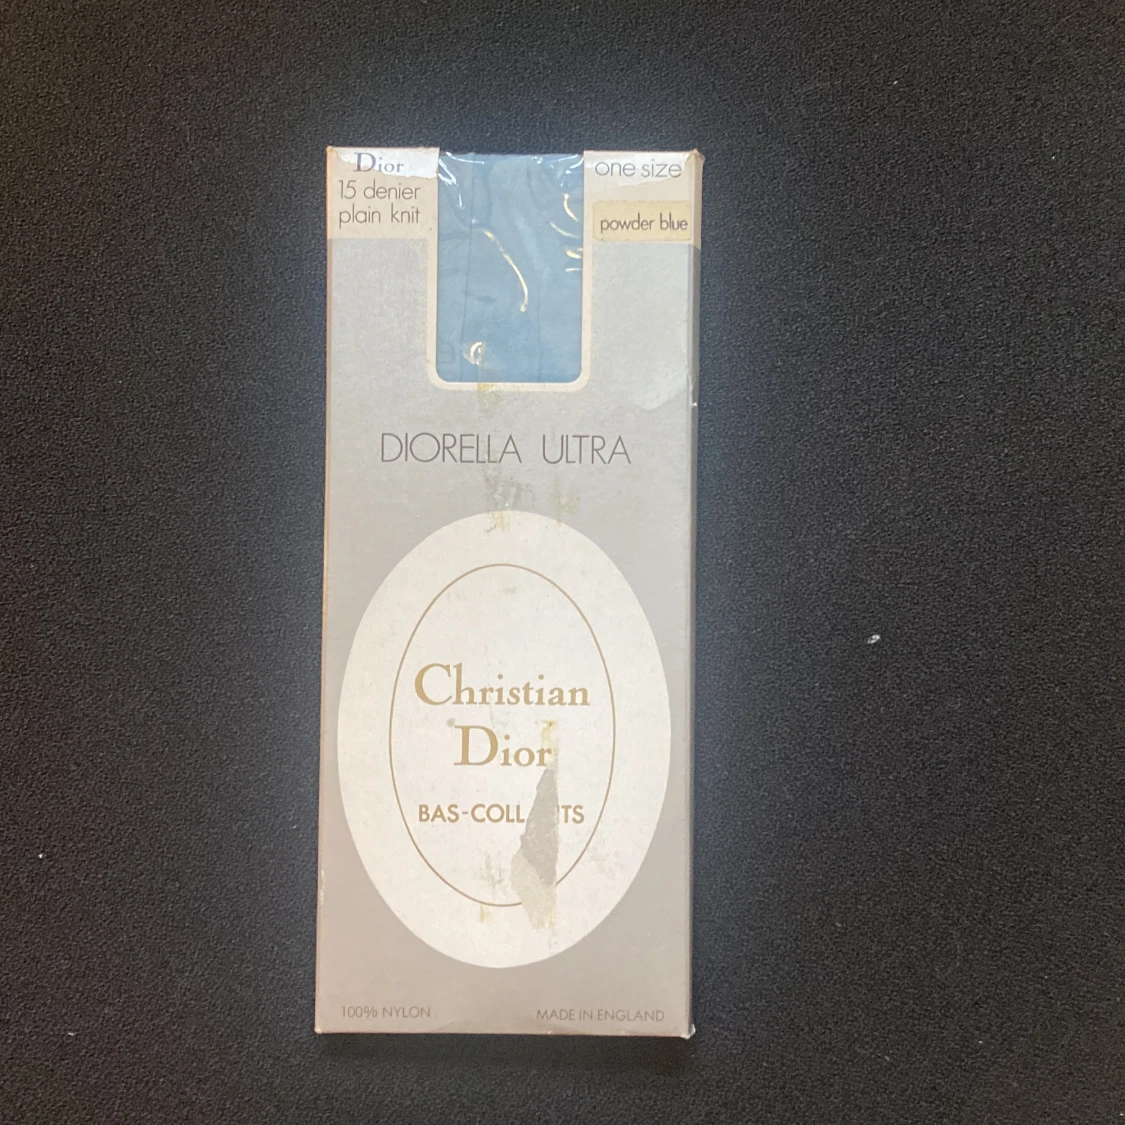 Dior
15 denier
plain knit
one size
powder blue
DIORELLA ULTRA
Christian
Dior
100% NYLON
MADE IN ENGLAND